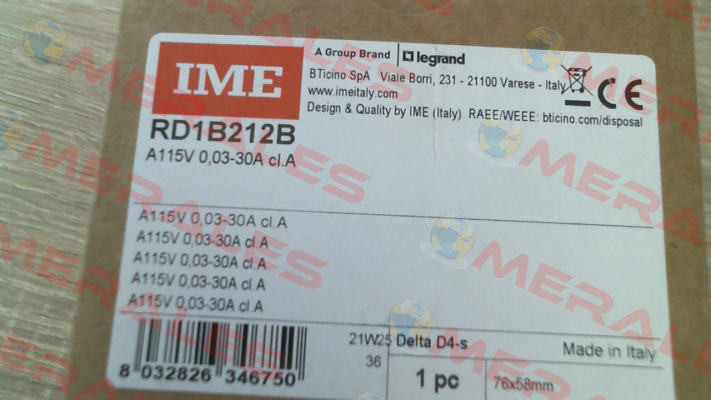 IME
A Group Brand legrand
BTicino SpA Viale Borri, 231 - 21100 Varese - Italy
www.imeitaly.com
Design & Quality by IME (Italy) RAEE/WEEE: bticino.com/disposal
CE
RD1B212B
A115V 0,03-30A cl.A
A115V 0,03-30A cl.A
A115V 0,03-30A cl.A
A115V 0,03-30A cl.A
A115V 0,03-30A cl.A
A115V 0,03-30A cl.A
21W25 Delta D4-s Made in Italy
36
8 032826 346750
1 pc 76x58mm
OMERALES
OMERALES
OMERALES